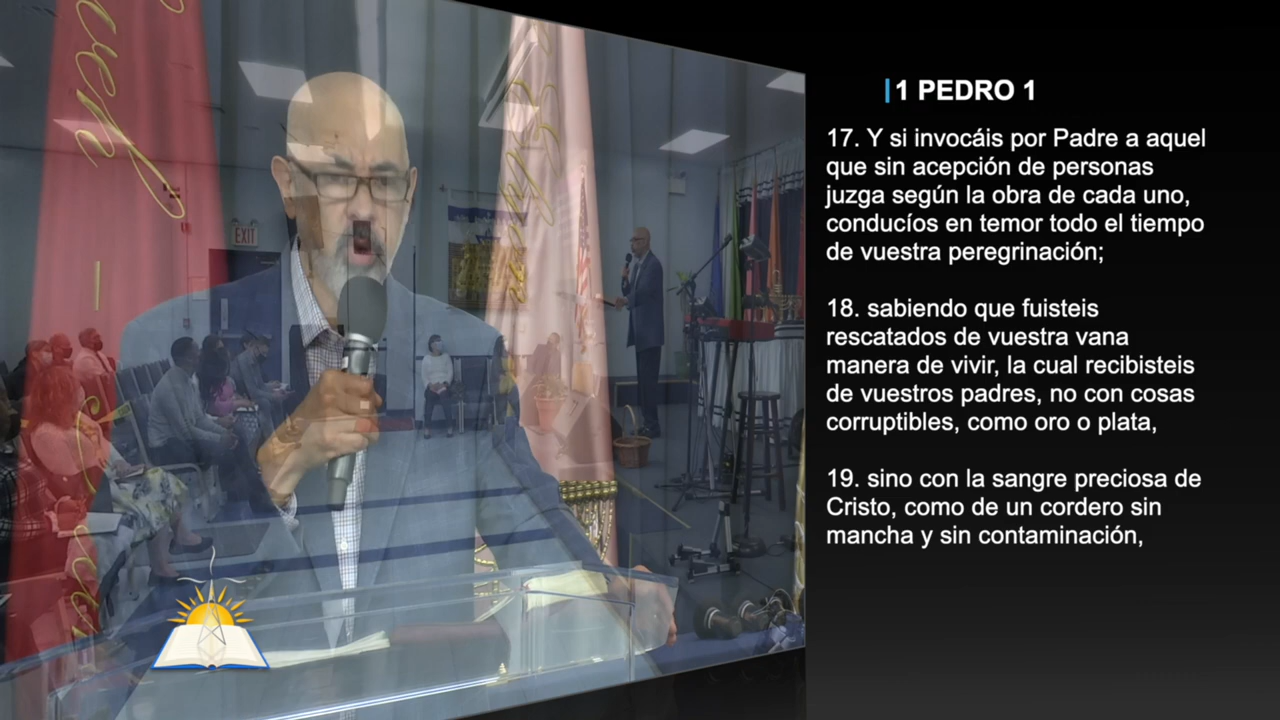 EXIT
1 PEDRO 1
17. Y si invocáis por Padre a aquel
que sin acepción de personas
juzga según la obra de cada uno,
conducíos en temor todo el tiempo
de vuestra peregrinación;
18. sabiendo que fuisteis
rescatados de vuestra vana
manera de vivir, la cual recibisteis
de vuestros padres, no con cosas
corruptibles, como oro o plata,
19. sino con la sangre preciosa de
Cristo, como de un cordero sin
mancha y sin contaminación,